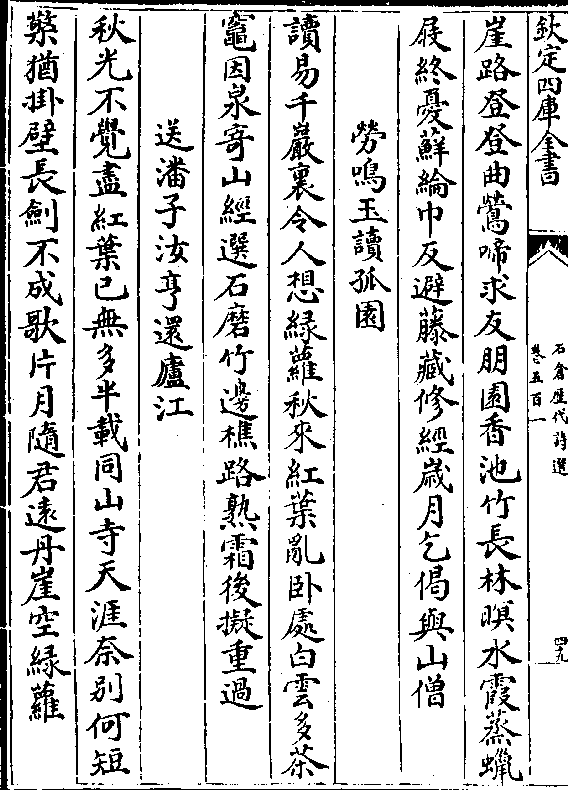 欽定四庫全書
石倉歷代詩選
卷五百一
四九
崖路登登曲鶯啼求友朋園香池竹長林暝水霞蒸蠟
屐終憂蘚綸巾反避藤藏修經歲月乞偈與山僧
勞鳴玉讀孤園
讀易千巖裏令人想緑蘿秋來紅葉亂卧處白雲多茶
竈因泉寄山經選石磨竹邊樵路熟霜後擬重過
送潘子汝亨還廬江
秋光不覺盡紅葉已無多半載同山寺天涯奈别何短
檠猶掛壁長劍不成歌片月隨君遠丹崖空緑蘿